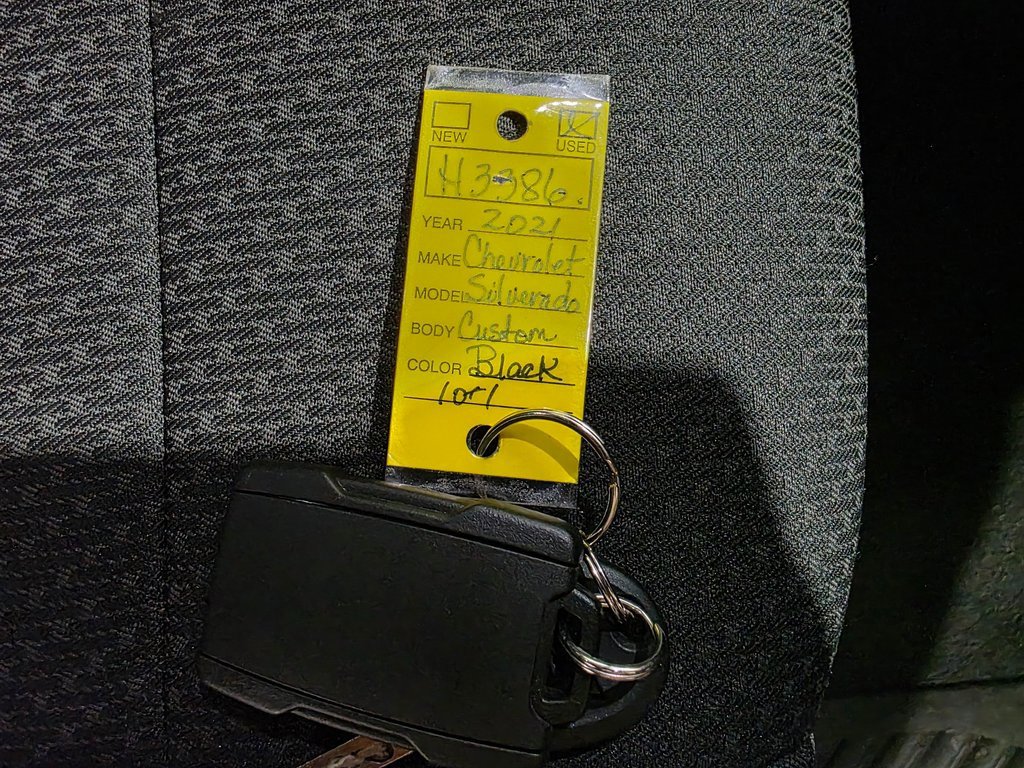 NEW USED
H3386.
YEAR 2021
MAKE Chevrolet
MODEL Silverado
BODY Custom
COLOR Black
1 of 1